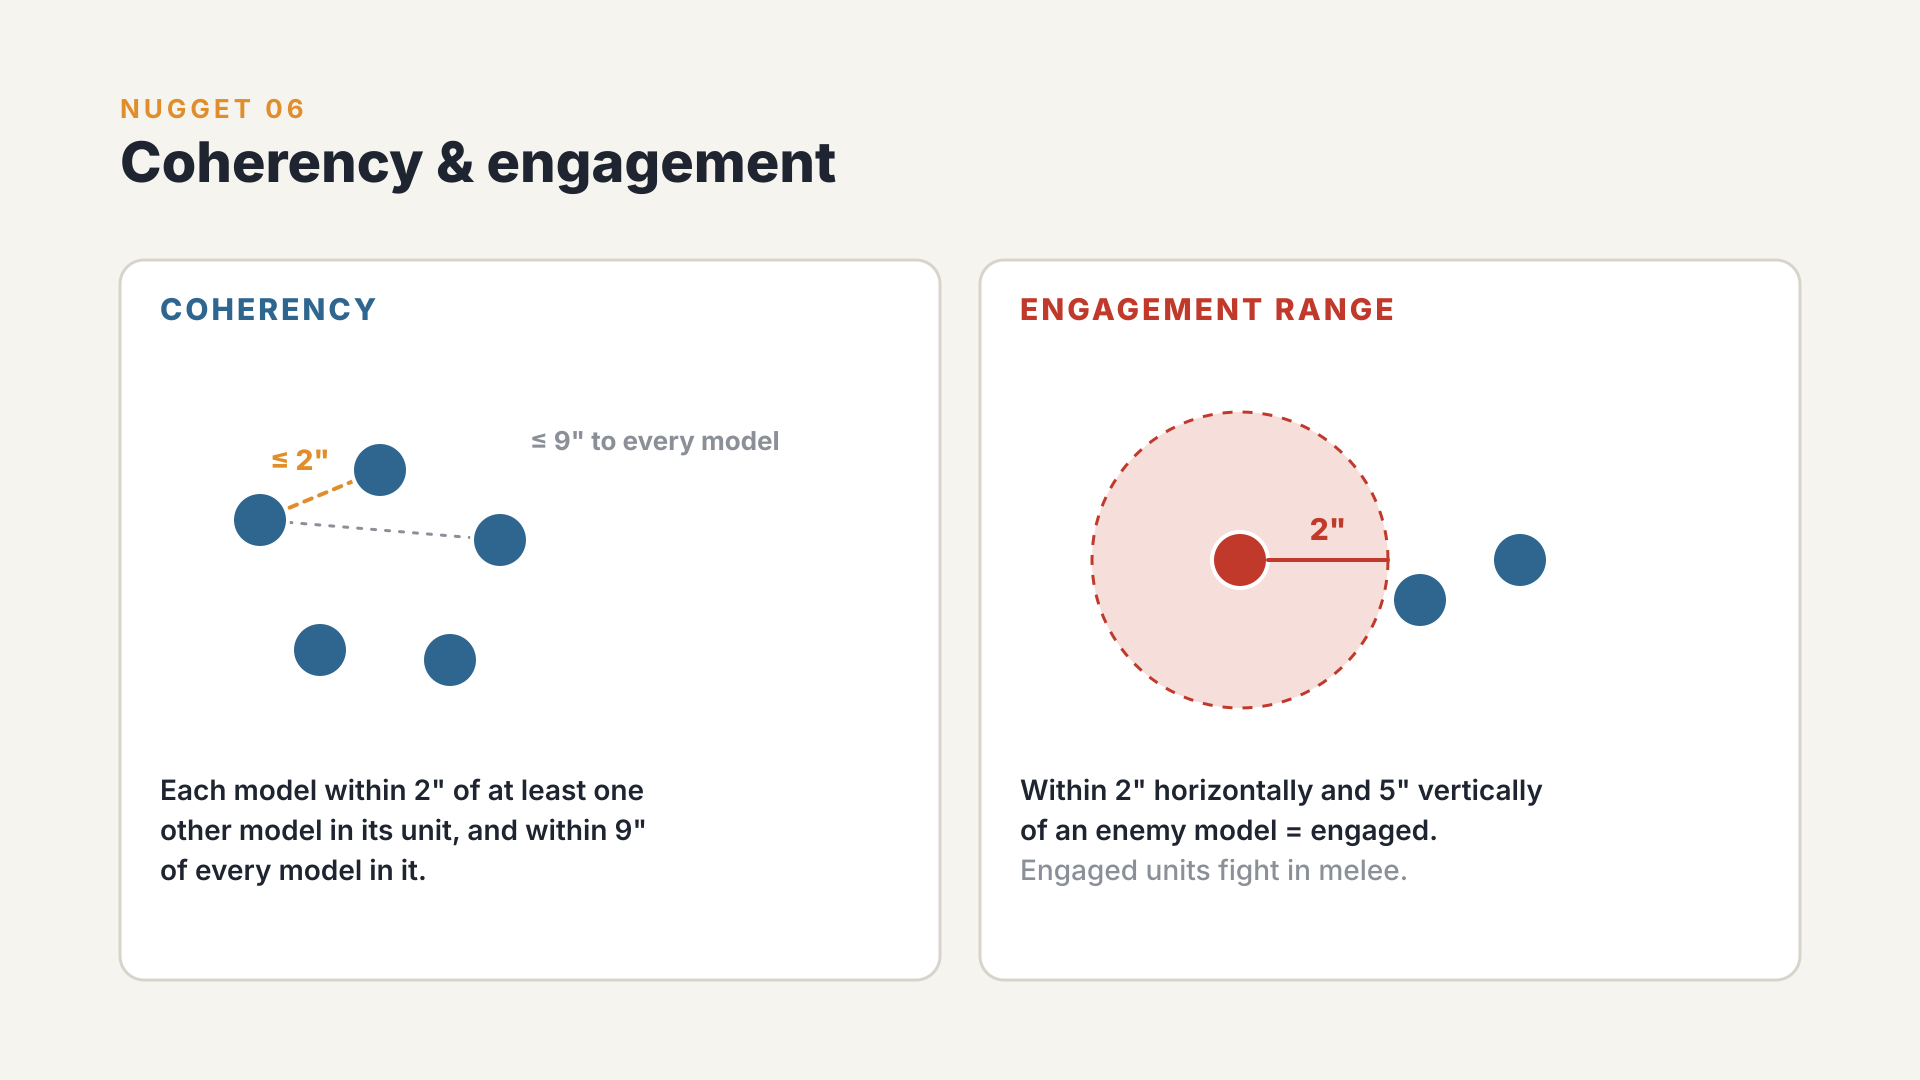 NUGGET 06
Coherency & engagement
COHERENCY
≤ 2"
≤ 9" to every model
Each model within 2" of at least one
other model in its unit, and within 9"
of every model in it.
ENGAGEMENT RANGE
2"
Within 2" horizontally and 5" vertically
of an enemy model = engaged.
Engaged units fight in melee.